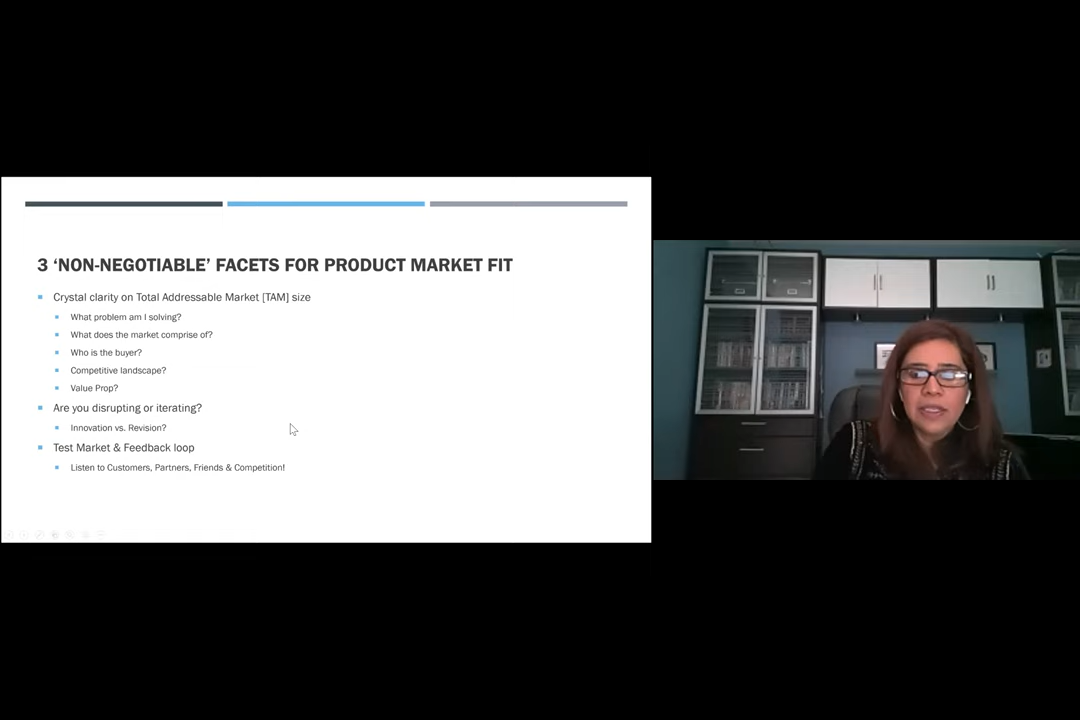 3 ‘NON-NEGOTIABLE’ FACETS FOR PRODUCT MARKET FIT
Crystal clarity on Total Addressable Market [TAM] size
What problem am I solving?
What does the market comprise of?
Who is the buyer?
Competitive landscape?
Value Prop?
Are you disrupting or iterating?
Innovation vs. Revision?
Test Market & Feedback loop
Listen to Customers, Partners, Friends & Competition!